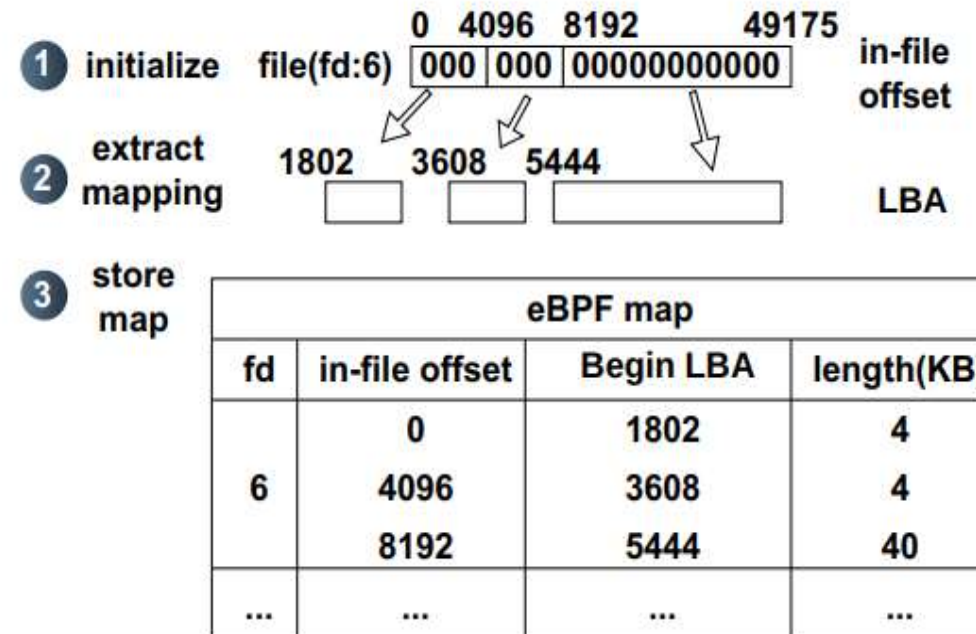 0 4096 8192 49175
1 initialize file(fd:6) 000 000 00000000000 in-file offset
2 extract mapping 1802 3608 5444 LBA
3 store map
eBPF map
fd in-file offset Begin LBA length(KB
0 1802 4
6 4096 3608 4
8192 5444 40
... ... ... ...